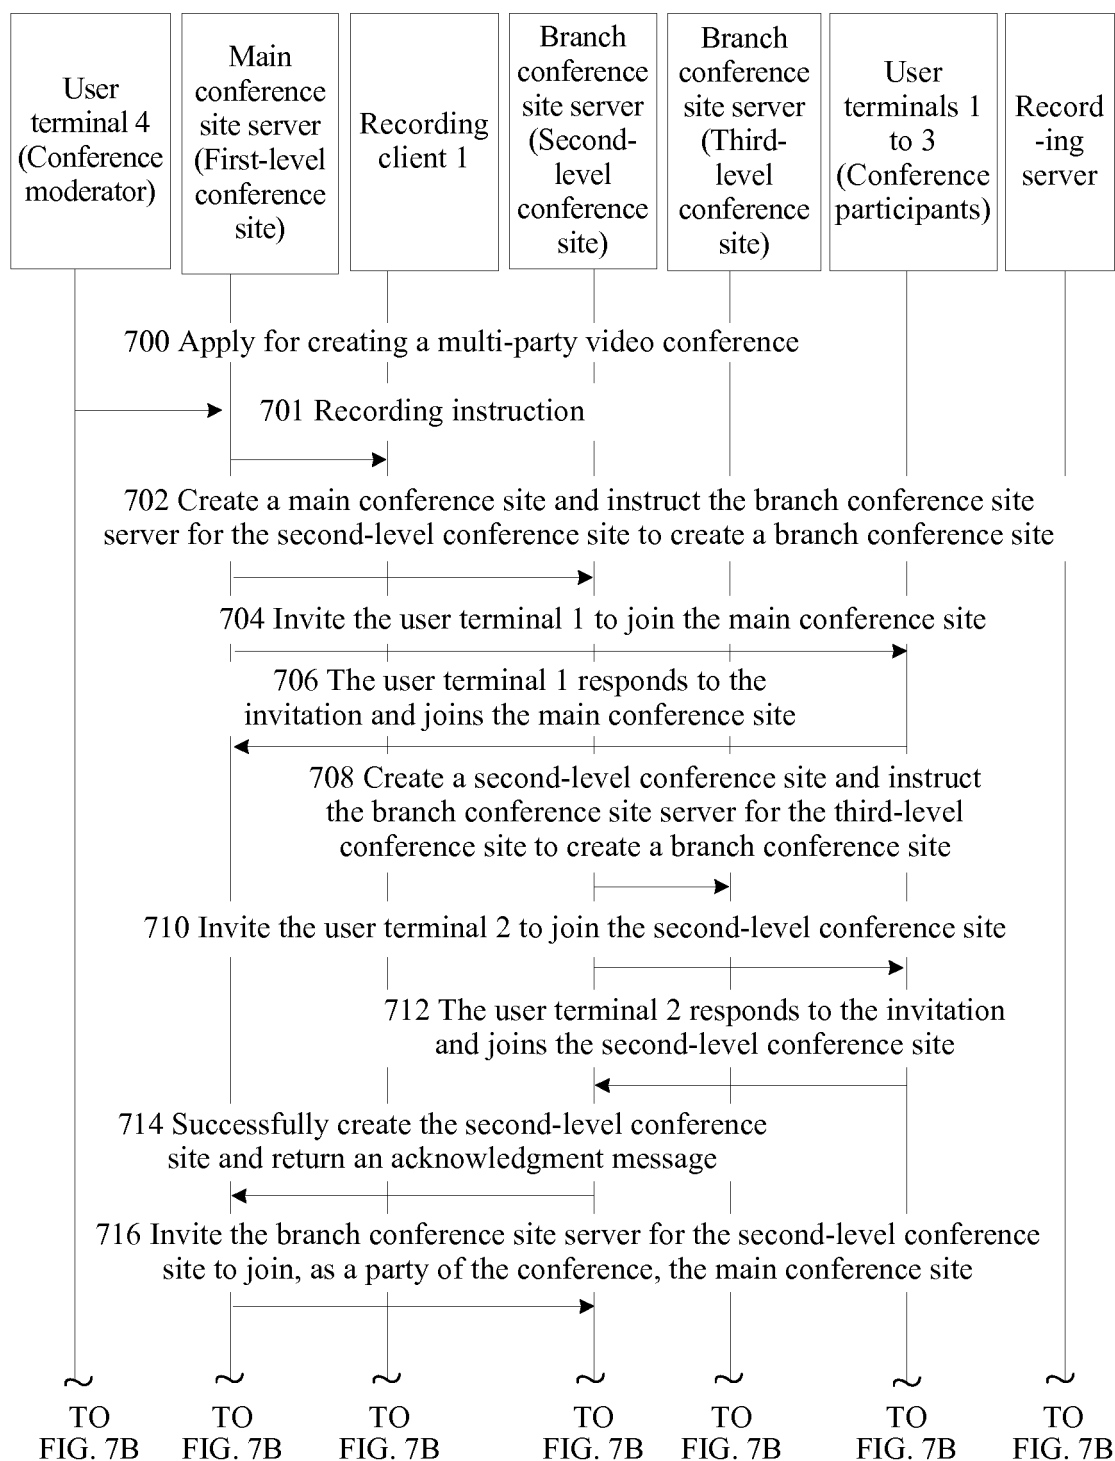 User
terminal 4
(Conference
moderator)
Main
conference
site server
(First-level
conference
site)
Recording
client 1
Branch
conference
site server
(Second-
level
conference
site)
Branch
conference
site server
(Third-
level
conference
site)
User
terminals 1
to 3
(Conference
participants)
Record
-ing
server
700 Apply for creating a multi-party video conference
701 Recording instruction
702 Create a main conference site and instruct the branch conference site
server for the second-level conference site to create a branch conference site
704 Invite the user terminal 1 to join the main conference site
706 The user terminal 1 responds to the
invitation and joins the main conference site
708 Create a second-level conference site and instruct
the branch conference site server for the third-level
conference site to create a branch conference site
710 Invite the user terminal 2 to join the second-level conference site
712 The user terminal 2 responds to the invitation
and joins the second-level conference site
714 Successfully create the second-level conference
site and return an acknowledgment message
716 Invite the branch conference site server for the second-level conference
site to join, as a party of the conference, the main conference site
TO
FIG. 7B
TO
FIG. 7B
TO
FIG. 7B
TO
FIG. 7B
TO
FIG. 7B
TO
FIG. 7B
TO
FIG. 7B